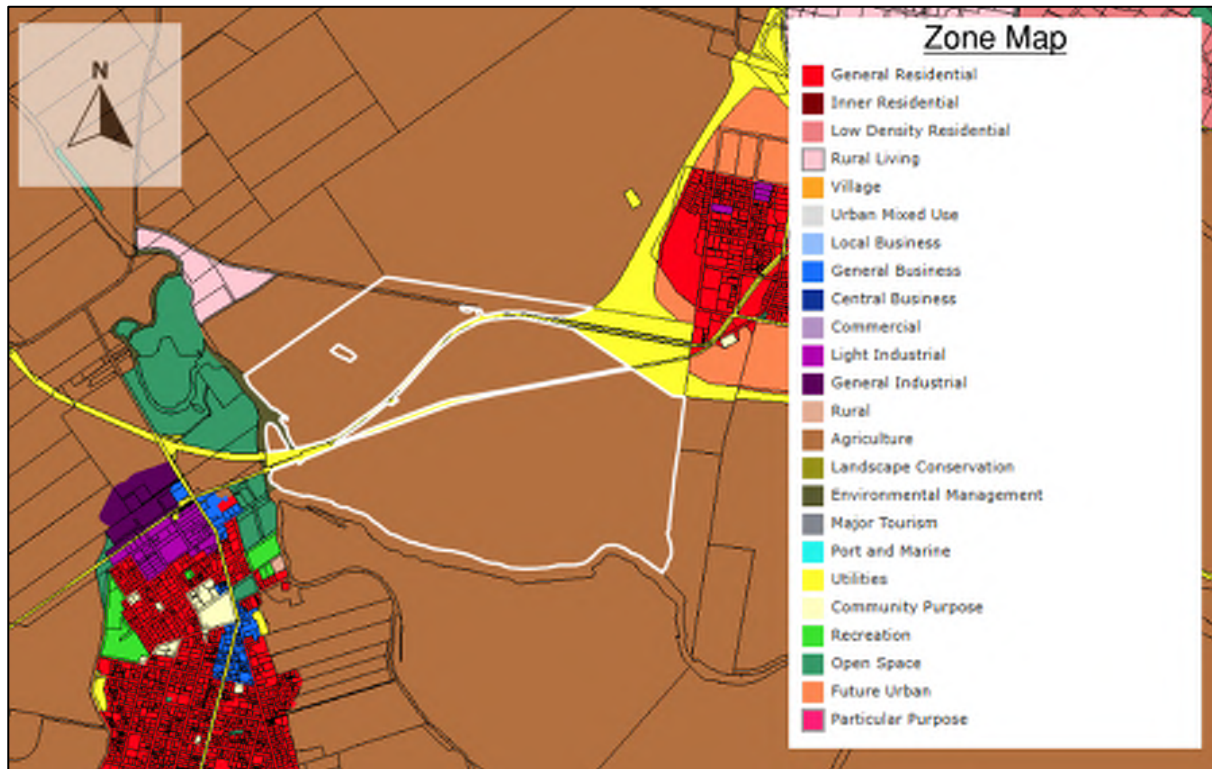 N
Zone Map
General Residential
Inner Residential
Low Density Residential
Rural Living
Village
Urban Mixed Use
Local Business
General Business
Central Business
Commercial
Light Industrial
General Industrial
Rural
Agriculture
Landscape Conservation
Environmental Management
Major Tourism
Port and Marine
Utilities
Community Purpose
Recreation
Open Space
Future Urban
Particular Purpose